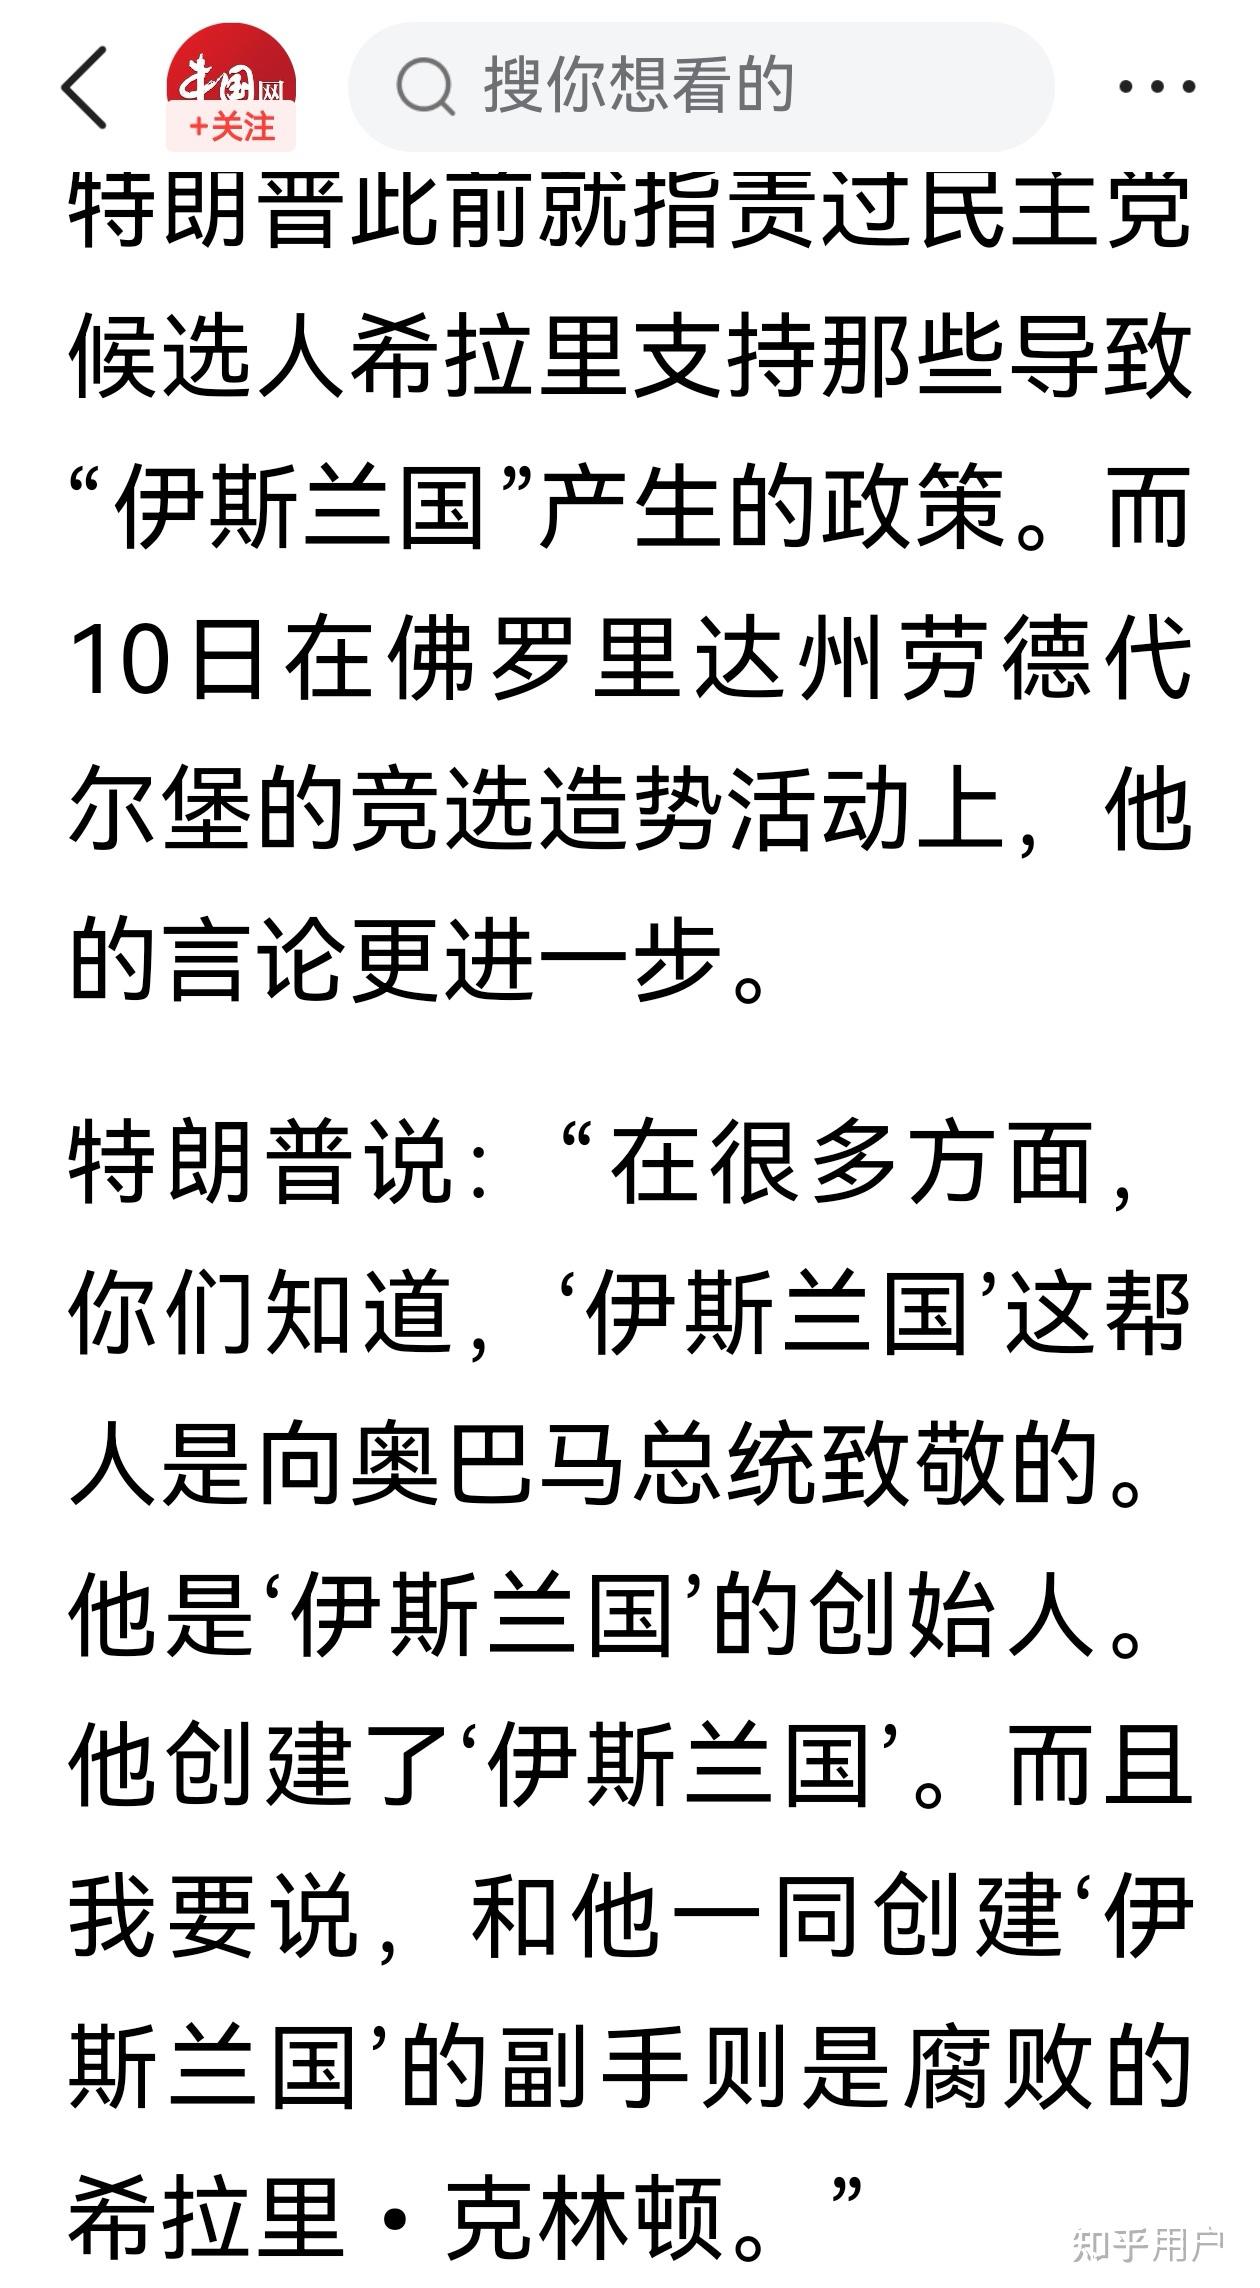 中国网
+关注
搜你想看的
特朗普此前就指责过民主党
候选人希拉里支持那些导致
“伊斯兰国”产生的政策。而
10日在佛罗里达州劳德代
尔堡的竞选造势活动上，他
的言论更进一步。
特朗普说：“在很多方面，
你们知道，‘伊斯兰国’这帮
人是向奥巴马总统致敬的。
他是‘伊斯兰国’的创始人。
他创建了‘伊斯兰国’。而且
我要说，和他一同创建‘伊
斯兰国’的副手则是腐败的
希拉里·克林顿。”
知乎用户